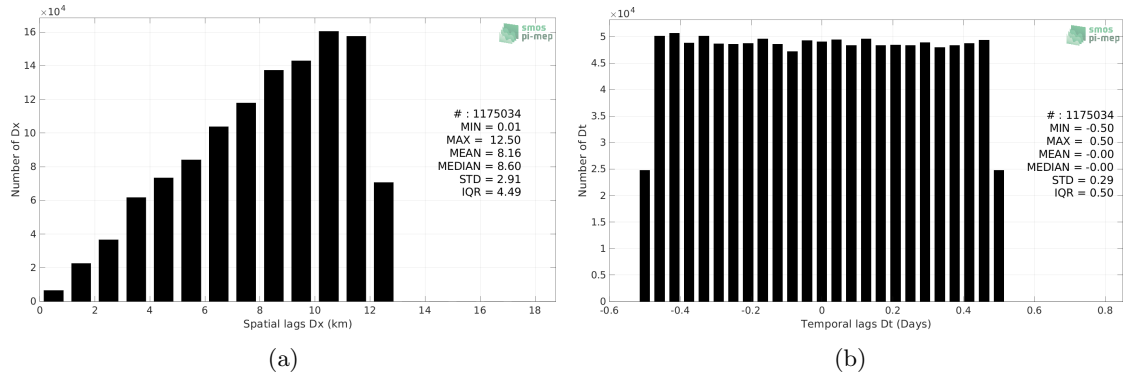 ×10⁴
16
14
12
10
8
6
4
2
0
Number of Dx
0 2 4 6 8 10 12 14 16 18
Spatial lags Dx (km)
smos
pi-mep
# : 1175034
MIN = 0.01
MAX = 12.50
MEAN = 8.16
MEDIAN = 8.60
STD = 2.91
IQR = 4.49
(a)
×10⁴
5
4.5
4
3.5
3
2.5
2
1.5
1
0.5
0
Number of Dt
-0.6 -0.4 -0.2 0 0.2 0.4 0.6 0.8
Temporal lags Dt (Days)
smos
pi-mep
# : 1175034
MIN = -0.50
MAX = 0.50
MEAN = -0.00
MEDIAN = -0.00
STD = 0.29
IQR = 0.50
(b)